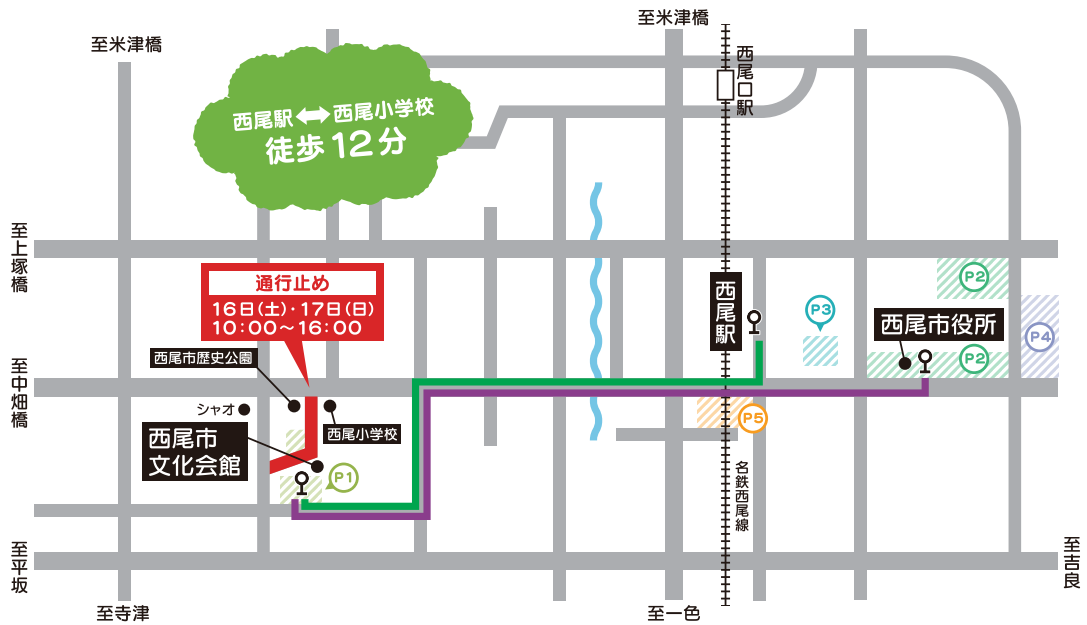 至米津橋
至米津橋
西尾口駅
西尾駅⟷西尾小学校
徒歩12分
至上塚橋
通行止め
16日(土)・17日(日)
10:00〜16:00
西尾駅
P3
P2
西尾市役所
P4
P2
西尾市歴史公園
至中畑橋
シャオ
西尾小学校
P5
西尾市
文化会館
P1
名鉄西尾線
至平坂
至吉良
至寺津
至一色